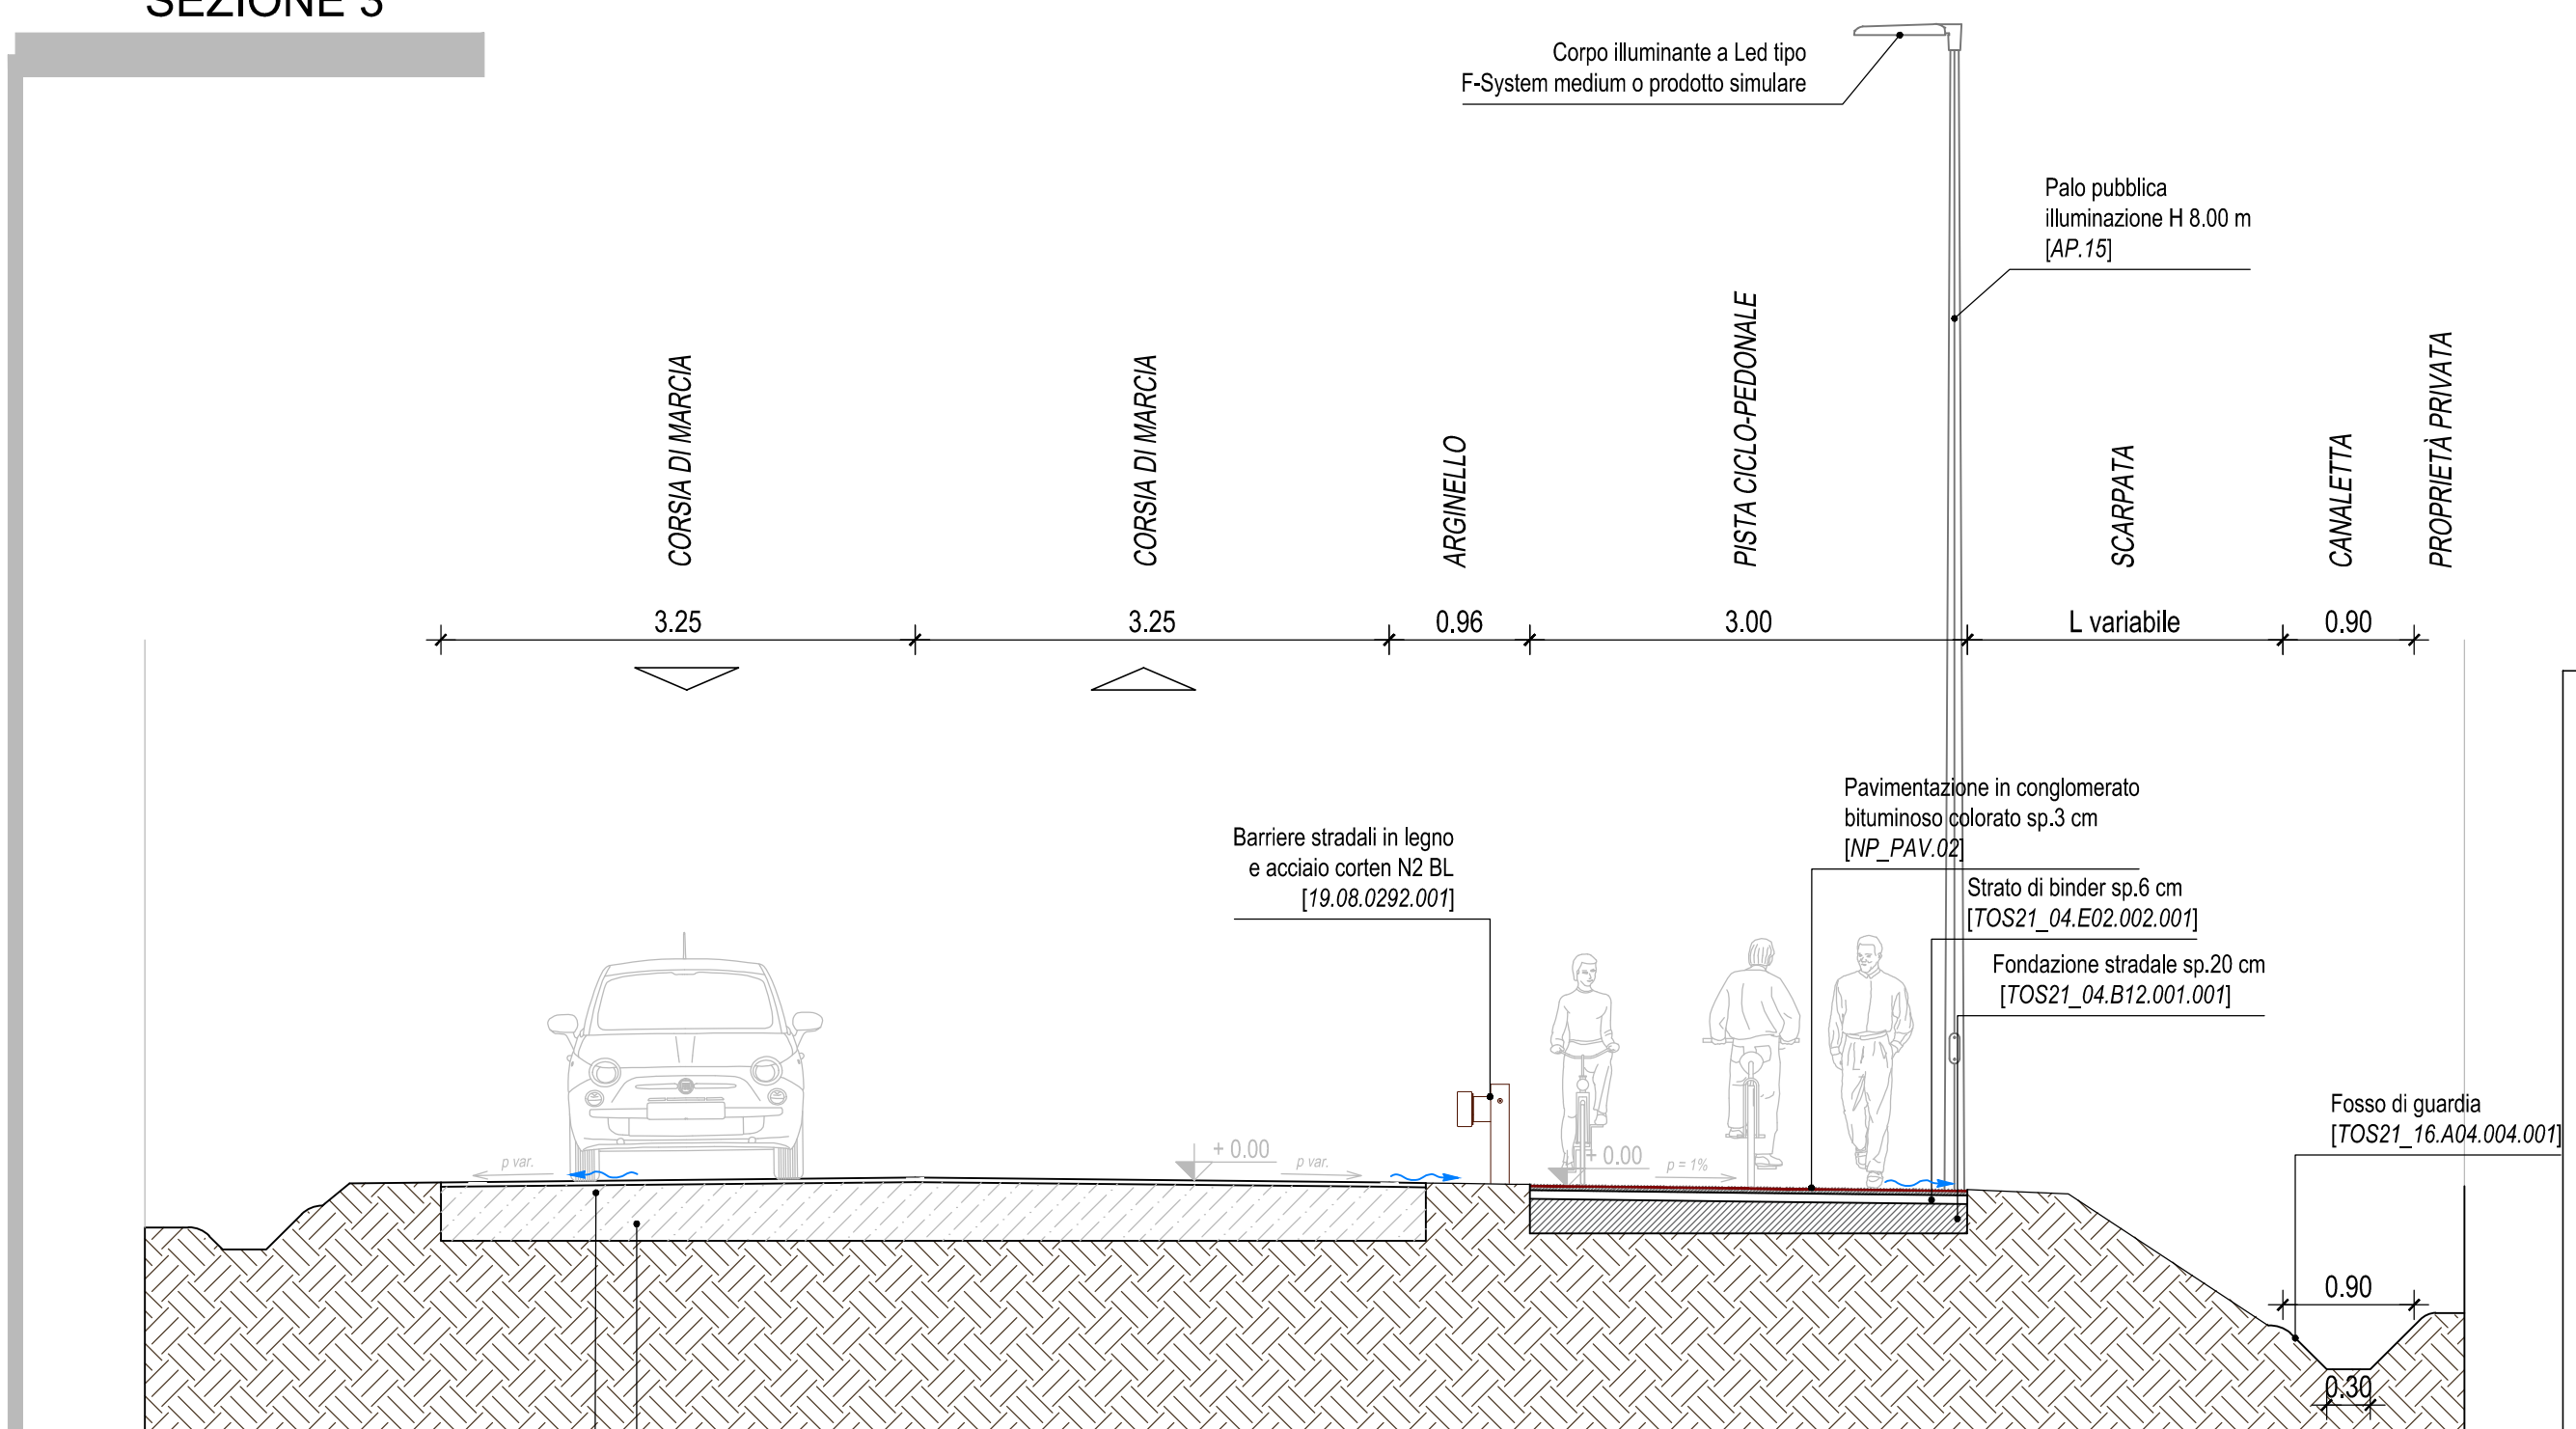 SEZIONE 3
Corpo illuminante a Led tipo
F-System medium o prodotto simulare
Palo pubblica
illuminazione H 8.00 m
[AP.15]
CORSIA DI MARCIA
CORSIA DI MARCIA
ARGINELLO
PISTA CICLO-PEDONALE
SCARPATA
CANALETTA
PROPRIETÀ PRIVATA
3.25
3.25
0.96
3.00
L variabile
0.90
Pavimentazione in conglomerato
bituminoso colorato sp.3 cm
[NP_PAV.02]
Barriere stradali in legno
e acciaio corten N2 BL
[19.08.0292.001]
Strato di binder sp.6 cm
[TOS21_04.E02.002.001]
Fondazione stradale sp.20 cm
[TOS21_04.B12.001.001]
Fosso di guardia
[TOS21_16.A04.004.001]
p var.
+ 0.00
p var.
+ 0.00
p = 1%
0.90
0.30